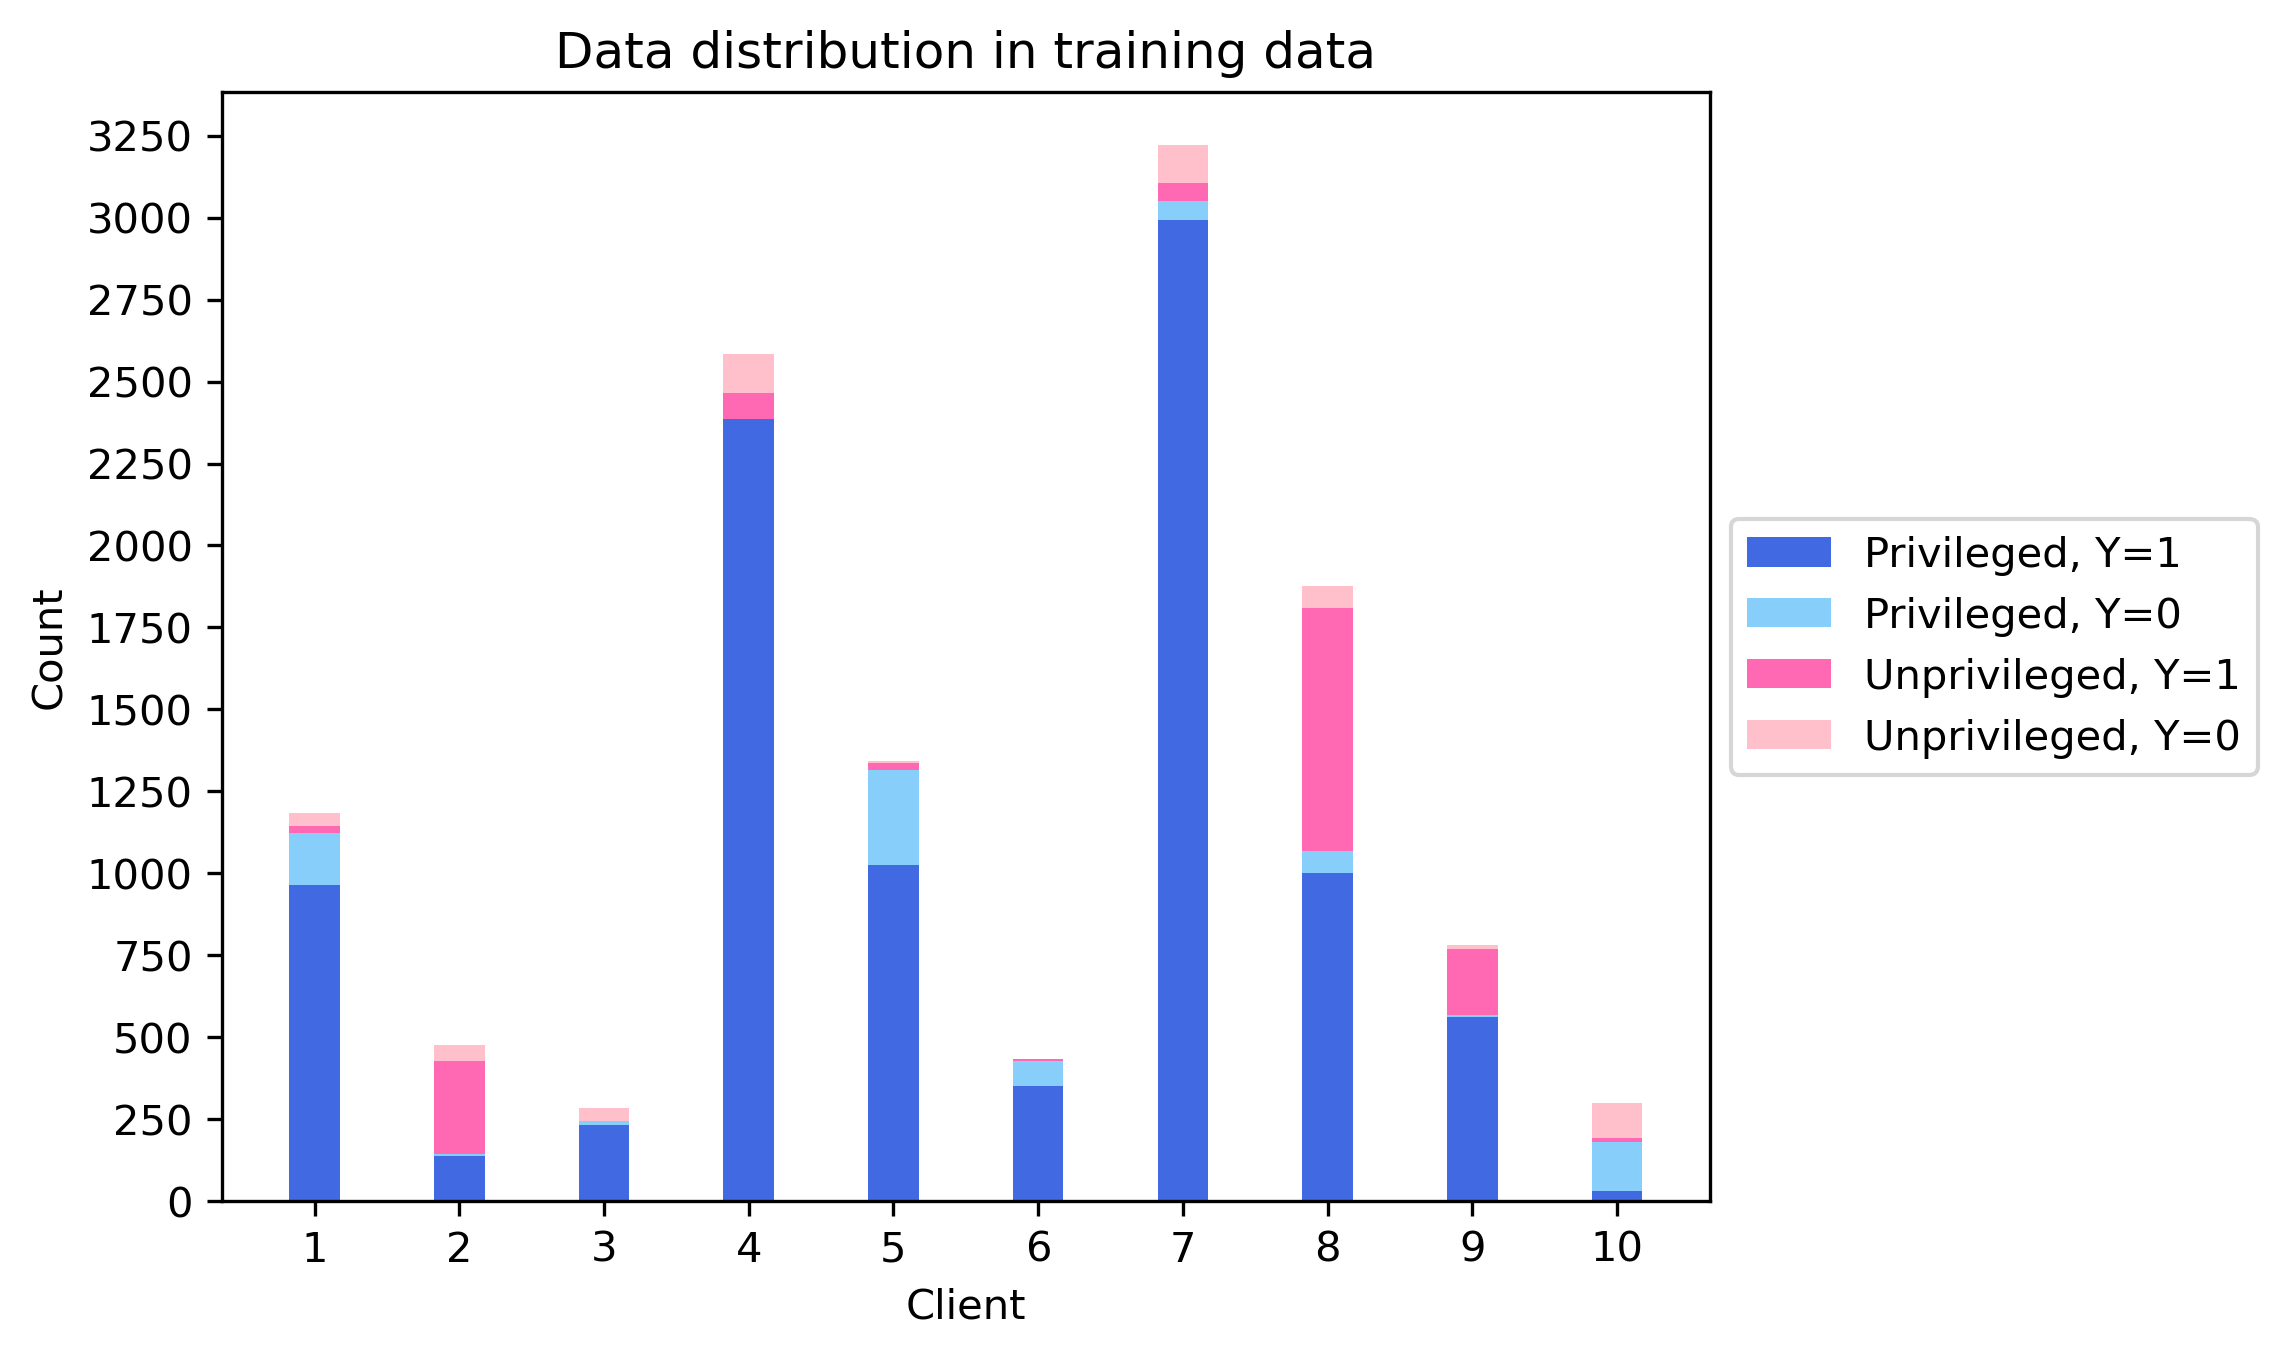 Data distribution in training data
3250
3000
2750
2500
2250
2000
1750
1500
1250
1000
750
500
250
0
Count
1 2 3 4 5 6 7 8 9 10
Client
Privileged, Y=1
Privileged, Y=0
Unprivileged, Y=1
Unprivileged, Y=0